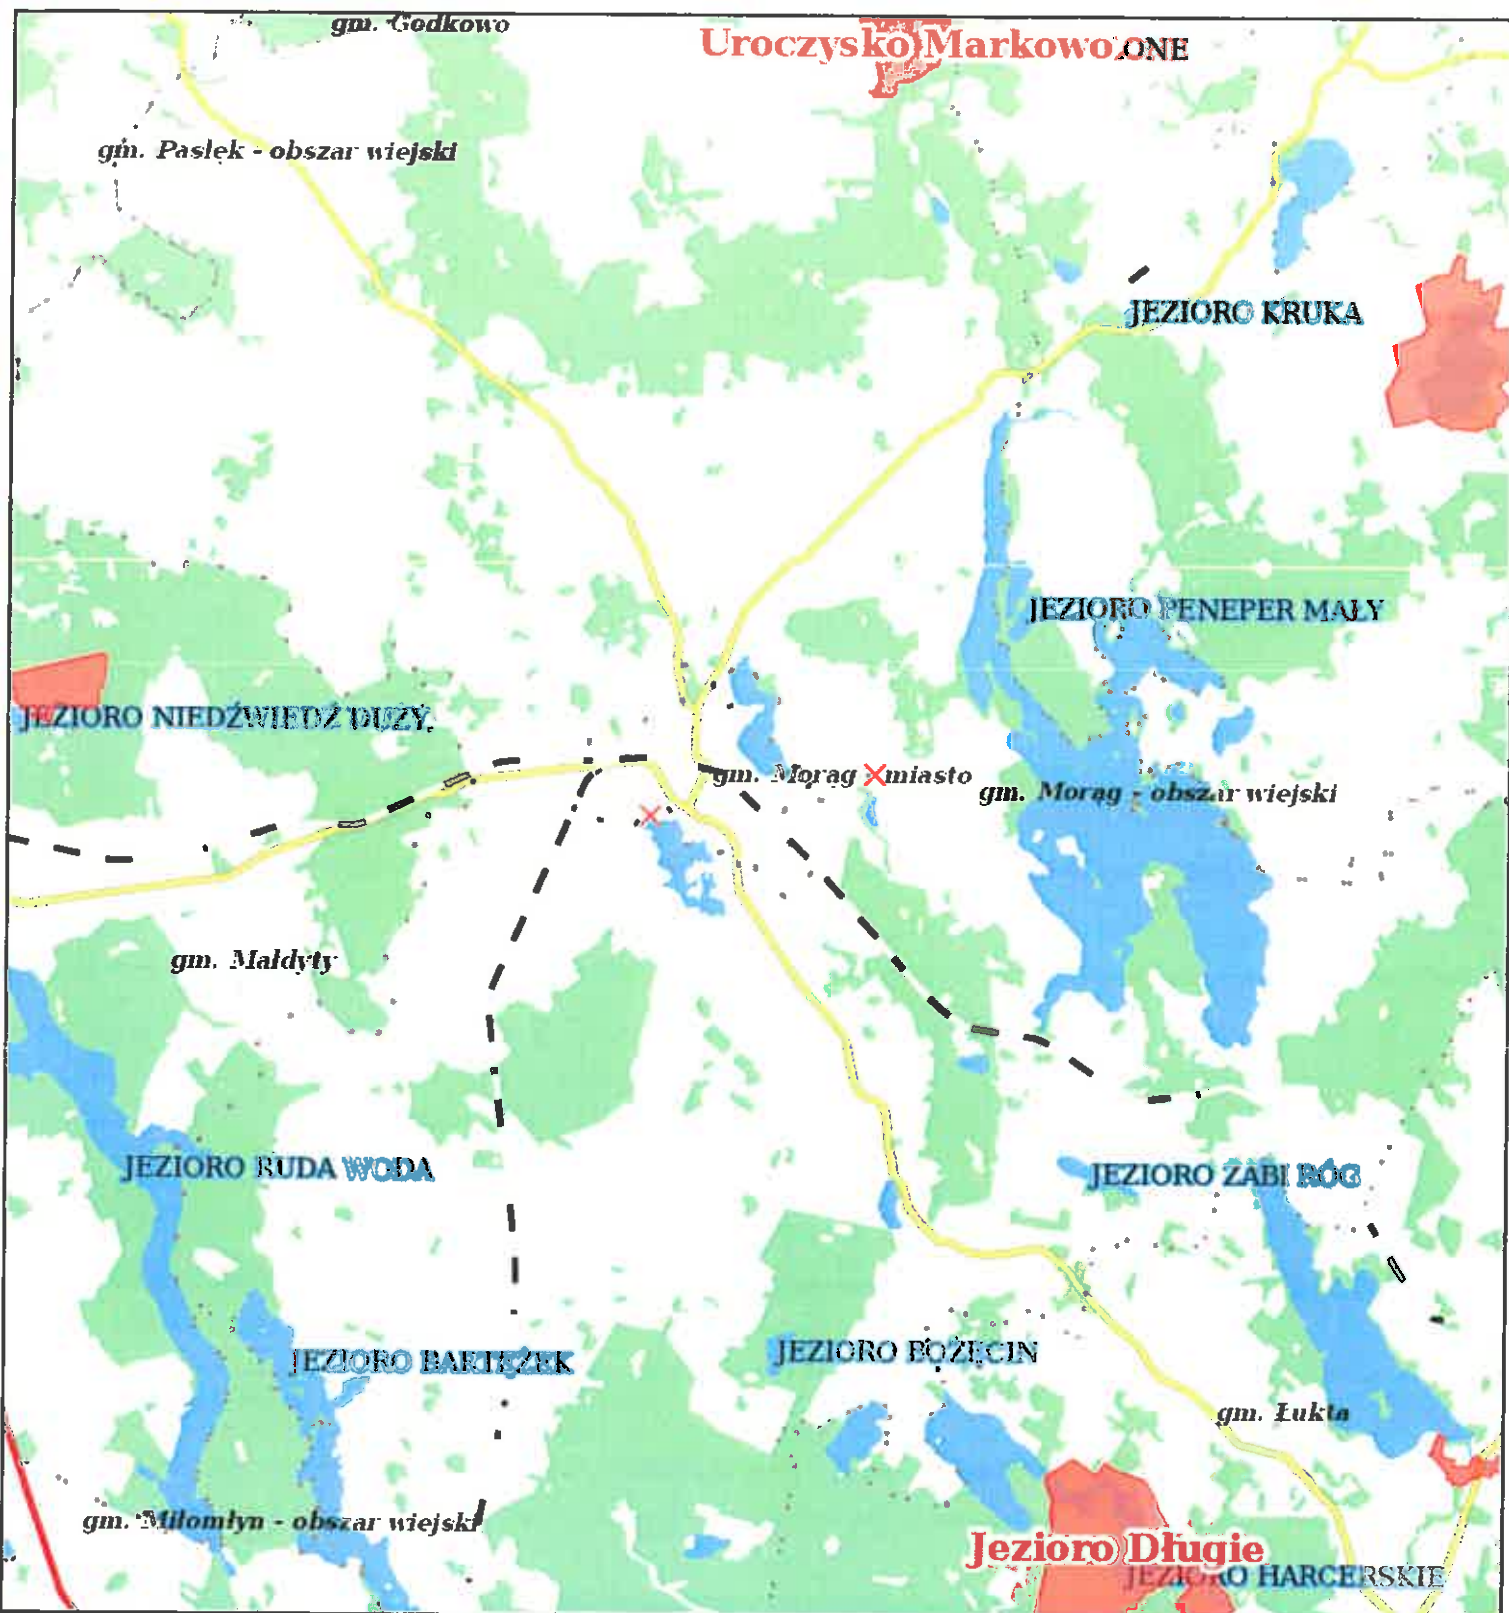 gm. Godkowo
Uroczysko Markowo
ONE
gm. Pasłęk - obszar wiejski
JEZIORO KRUKA
JEZIORO PENEPER MAŁY
JEZIORO NIEDŹWIEDŹ DUŻY
gm. Morąg miasto
gm. Morąg - obszar wiejski
gm. Małdyty
JEZIORO RUDA WODA
JEZIORO ŻABI RÓG
JEZIORO BARTĘŻEK
JEZIORO BOŻĘCIN
gm. Łukta
gm. Miłomłyn - obszar wiejski
Jezioro Długie
JEZIORO HARCERSKIE